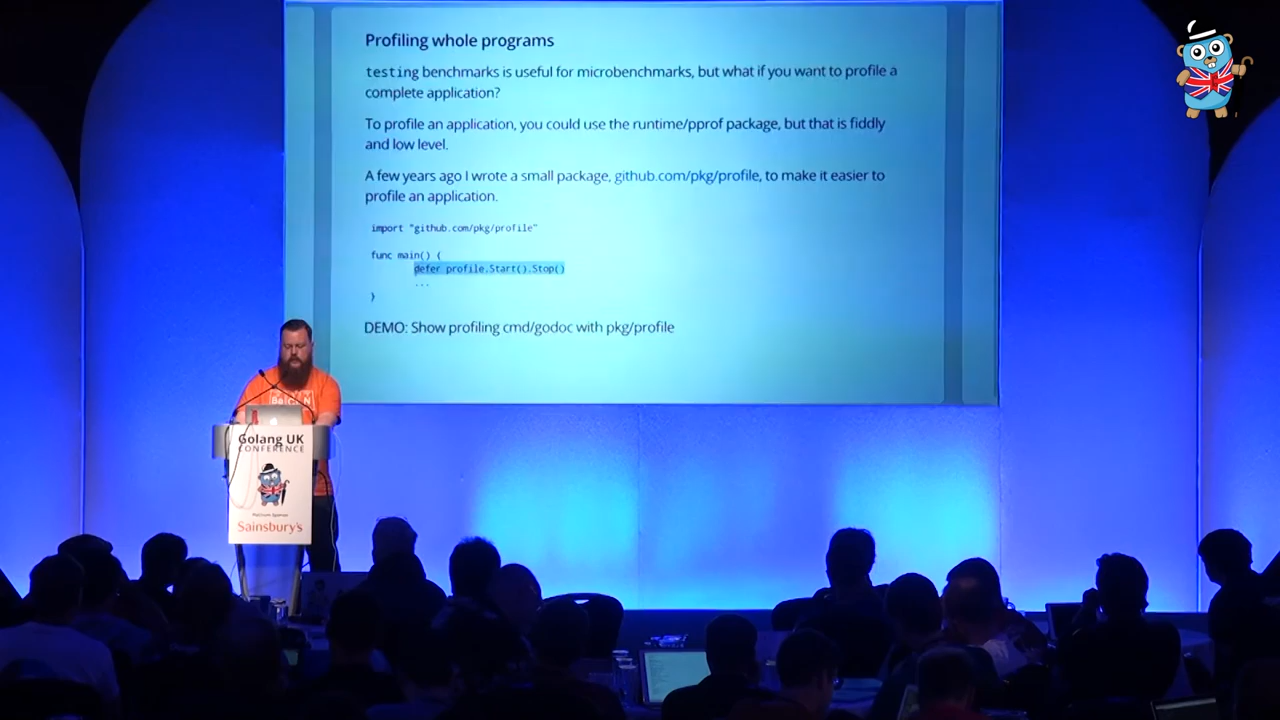 Profiling whole programs
testing benchmarks is useful for microbenchmarks, but what if you want to profile a
complete application?
To profile an application, you could use the runtime/pprof package, but that is fiddly
and low level.
A few years ago I wrote a small package, github.com/pkg/profile, to make it easier to
profile an application.
import "github.com/pkg/profile"
func main() {
defer profile.Start().Stop()
...
}
DEMO: Show profiling cmd/godoc with pkg/profile
Golang UK
CONFERENCE
Platinum Sponsor
Sainsbury's